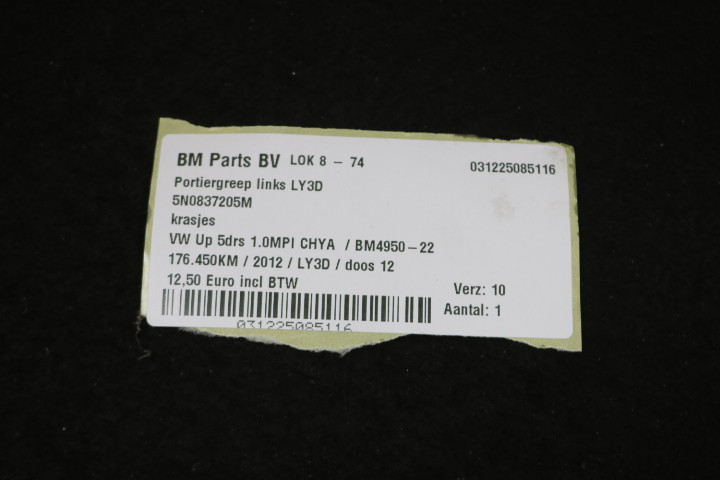 BM Parts BV LOK 8 - 74 031225085116
Portiergreep links LY3D
5N0837205M
krasjes
VW Up 5drs 1.0MPI CHYA / BM4950-22
176.450KM / 2012 / LY3D / doos 12
12,50 Euro incl BTW Verz: 10
Aantal: 1
031225085116